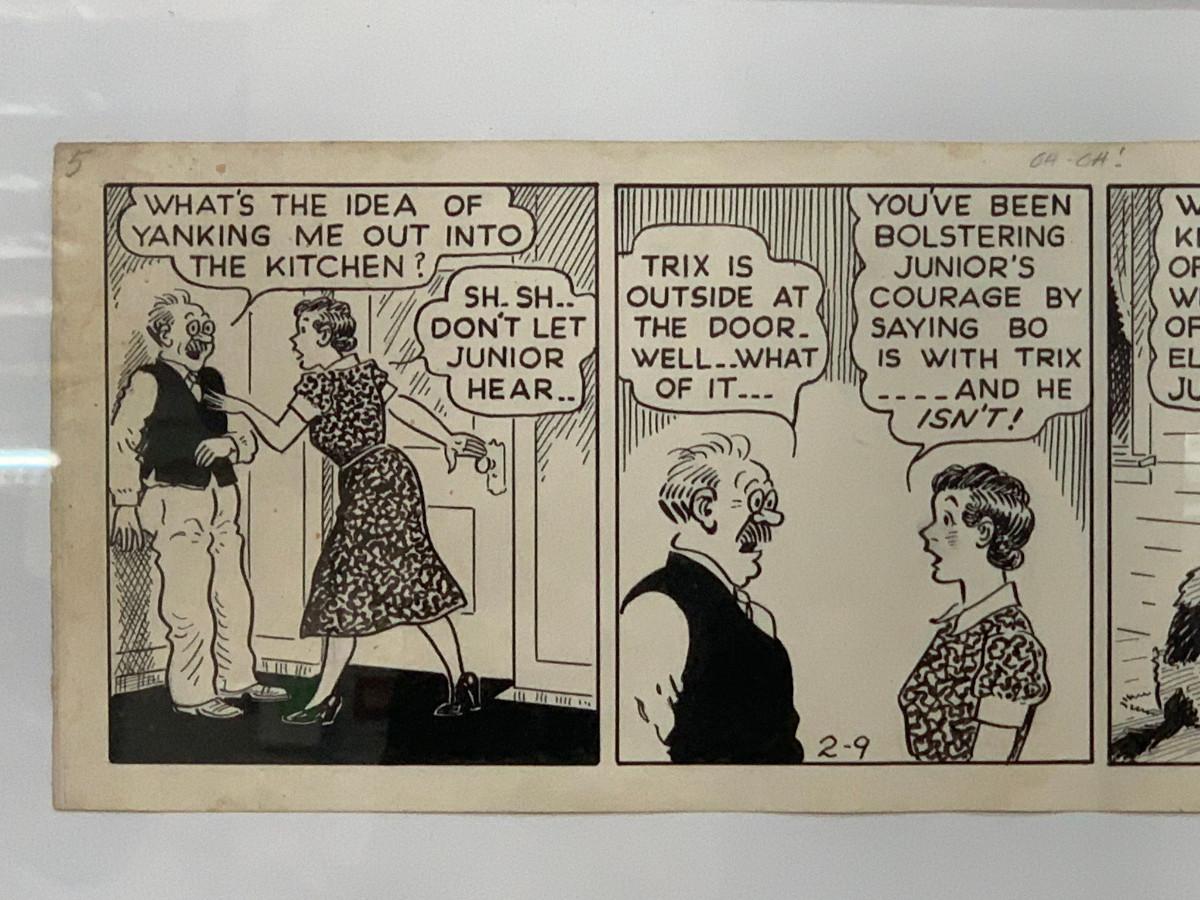 5
OH-OH!
WHAT'S THE IDEA OF
YANKING ME OUT INTO
THE KITCHEN?
SH. SH..
DON'T LET
JUNIOR
HEAR..
TRIX IS
OUTSIDE AT
THE DOOR_
WELL..WHAT
OF IT...
YOU'VE BEEN
BOLSTERING
JUNIOR'S
COURAGE BY
SAYING BO
IS WITH TRIX
____AND HE
ISN'T!
2-9